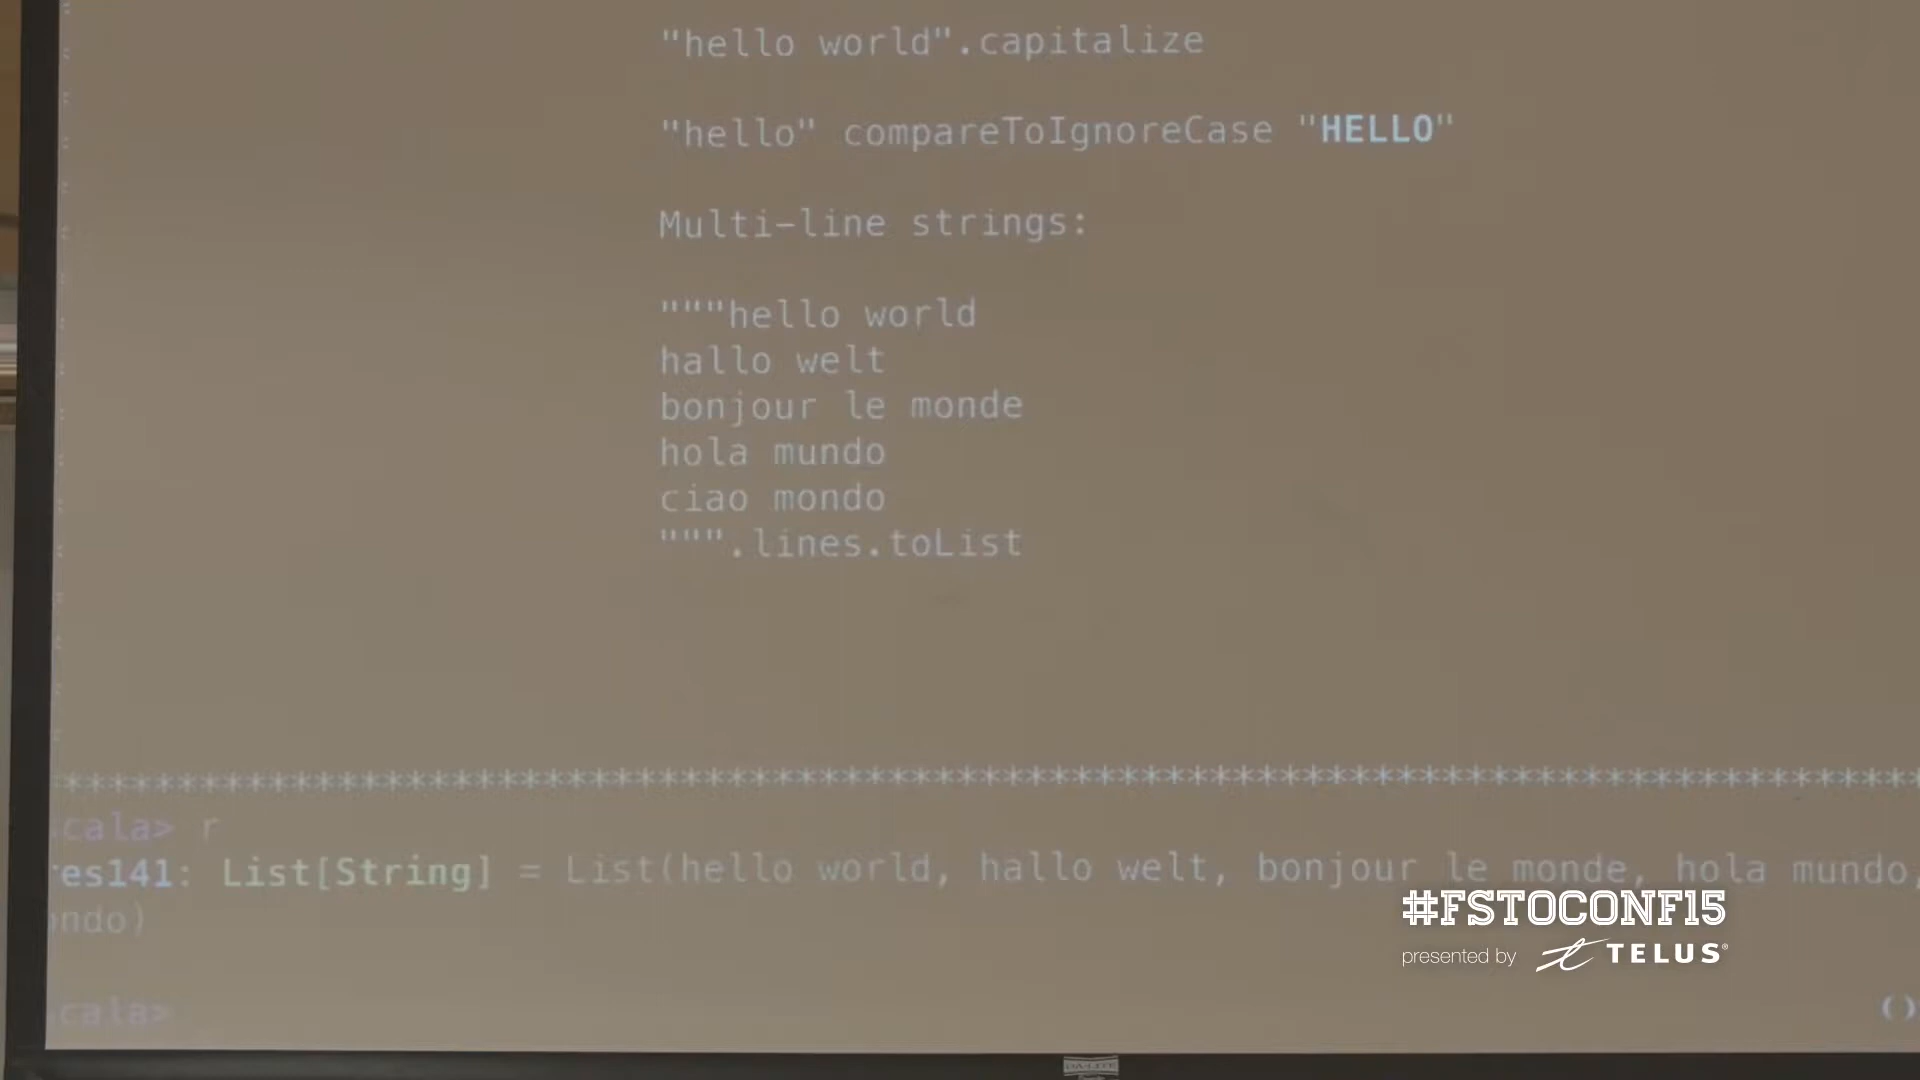 "hello world".capitalize
"hello" compareToIgnoreCase "HELLO"
Multi-line strings:
"""hello world
hallo welt
bonjour le monde
hola mundo
ciao mondo
""".lines.toList
****************************************************************************************
cala> r
es141: List[String] = List(hello world, hallo welt, bonjour le monde, hola mundo,
ndo)
#FSTOCONF15
presented by TELUS®
cala>
()